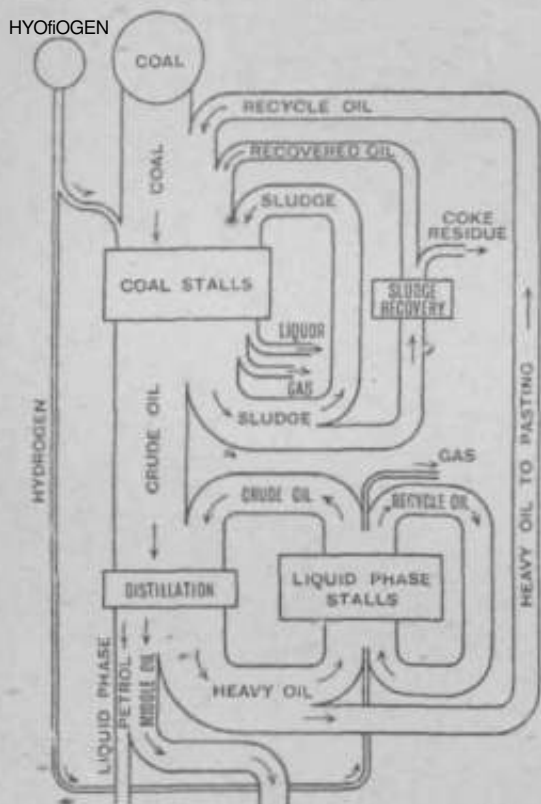 HYOfiOGEN
COAL
RECYCLE OIL
RECOVERED OIL
COAL
SLUDGE
COKE
RESIDUE
COAL STALLS
SLUDGE
RECOVERY
LIQUOR
GAS
SLUDGE
HYDROGEN
CRUDE OIL
HEAVY OIL TO PASTING
GAS
CRUDE OIL
RECYCLE OIL
DISTILLATION
LIQUID PHASE
STALLS
LIQUID PHASE
PETROL
MIDDLE OIL
HEAVY OIL